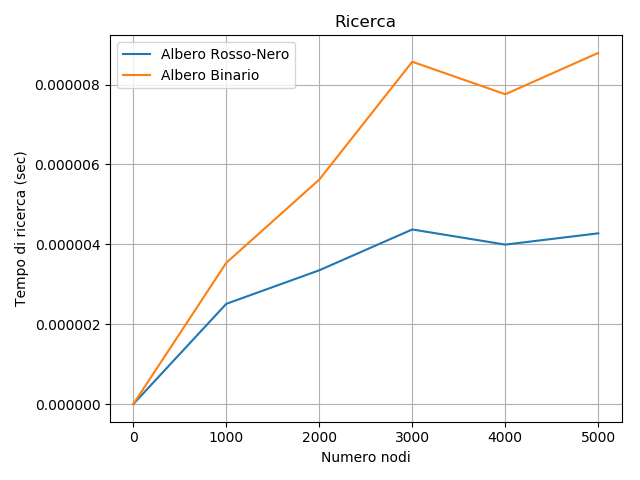 Ricerca
Albero Rosso-Nero
Albero Binario
0.000008
0.000006
0.000004
0.000002
0.000000
Tempo di ricerca (sec)
0 1000 2000 3000 4000 5000
Numero nodi